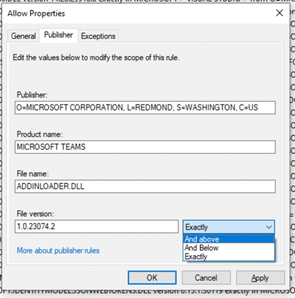 Allow Properties
General Publisher Exceptions
Edit the values below to modify the scope of this rule.
Publisher:
O=MICROSOFT CORPORATION, L=REDMOND, S=WASHINGTON, C=US
Product name:
MICROSOFT TEAMS
File name:
ADDINLOADER.DLL
File version:
1.0.23074.2 Exactly
And above
And Below
Exactly
More about publisher rules
OK Cancel Apply